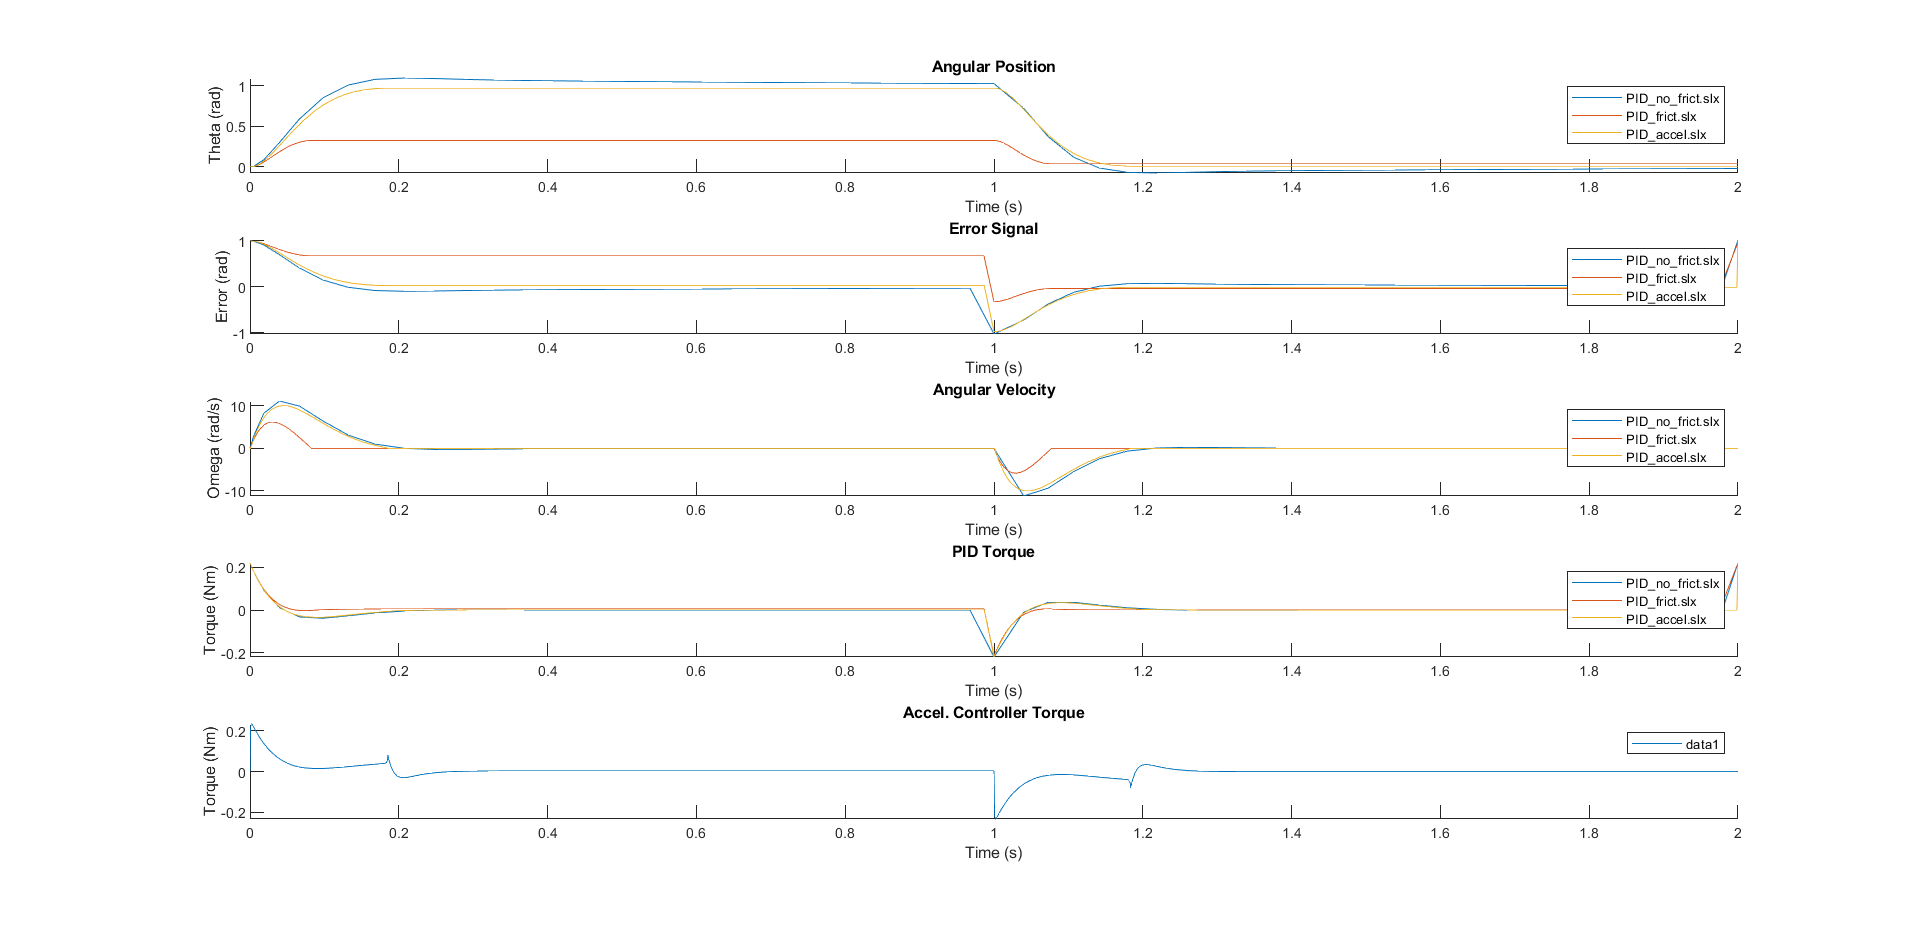 Angular Position
1
0.5
0
Theta (rad)
PID_no_frict.slx
PID_frict.slx
PID_accel.slx
0 0.2 0.4 0.6 0.8 1 1.2 1.4 1.6 1.8 2
Time (s)
Error Signal
1
0
-1
Error (rad)
PID_no_frict.slx
PID_frict.slx
PID_accel.slx
0 0.2 0.4 0.6 0.8 1 1.2 1.4 1.6 1.8 2
Time (s)
Angular Velocity
10
0
-10
Omega (rad/s)
PID_no_frict.slx
PID_frict.slx
PID_accel.slx
0 0.2 0.4 0.6 0.8 1 1.2 1.4 1.6 1.8 2
Time (s)
PID Torque
0.2
0
-0.2
Torque (Nm)
PID_no_frict.slx
PID_frict.slx
PID_accel.slx
0 0.2 0.4 0.6 0.8 1 1.2 1.4 1.6 1.8 2
Time (s)
Accel. Controller Torque
0.2
0
-0.2
Torque (Nm)
data1
0 0.2 0.4 0.6 0.8 1 1.2 1.4 1.6 1.8 2
Time (s)